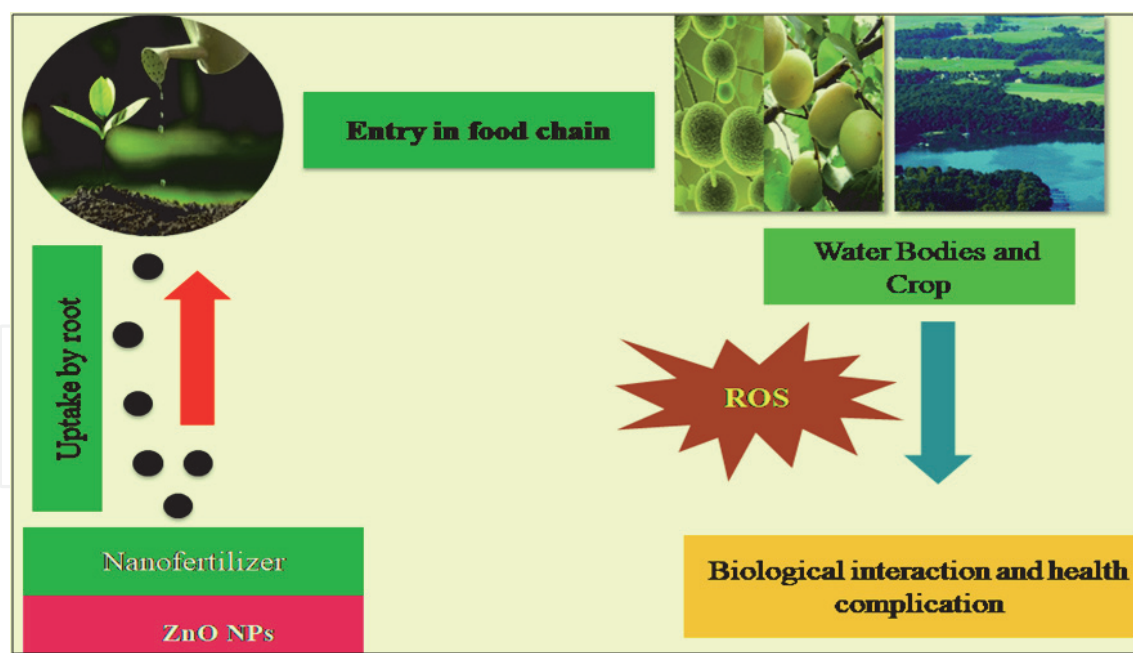 Entry in food chain
Water Bodies and
Crop
Uptake by root
ROS
Nanofertilizer
ZnO NPs
Biological interaction and health
complication